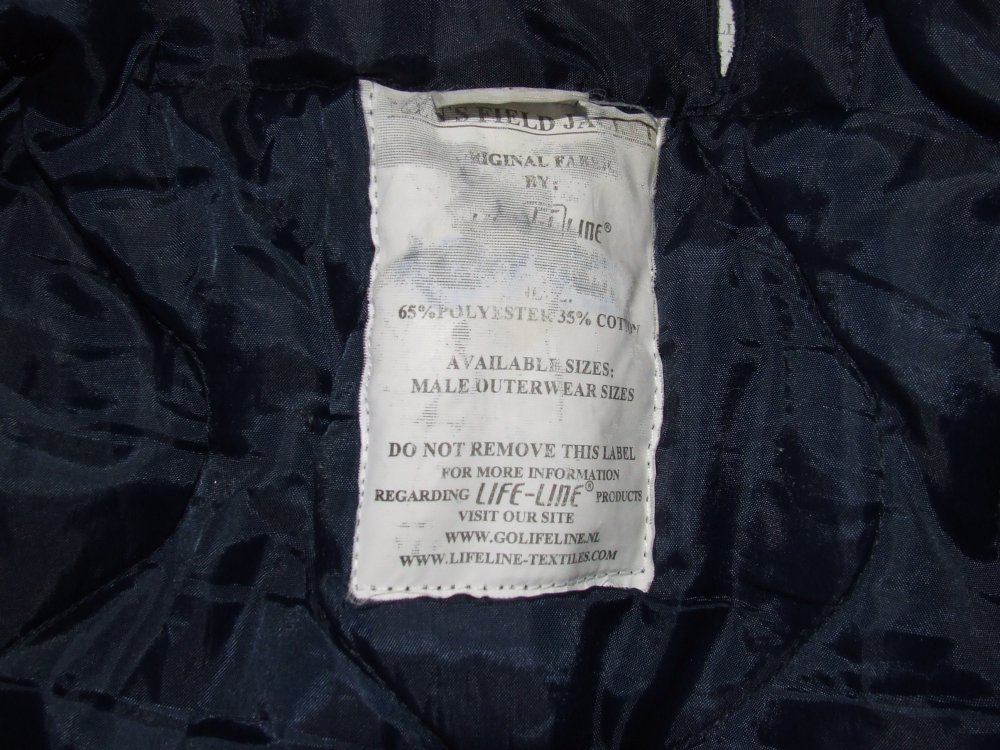 FIELD
BY:
LINE®
65%POLYESTER 35%
AVAILABLE SIZES:
MALE OUTERWEAR SIZES
DO NOT REMOVE THIS LABEL
FOR MORE INFORMATION
REGARDING LIFE-LINE® PRODUCTS
VISIT OUR SITE
WWW.GOLIFELINE.NL
WWW.LIFELINE-TEXTILES.COM